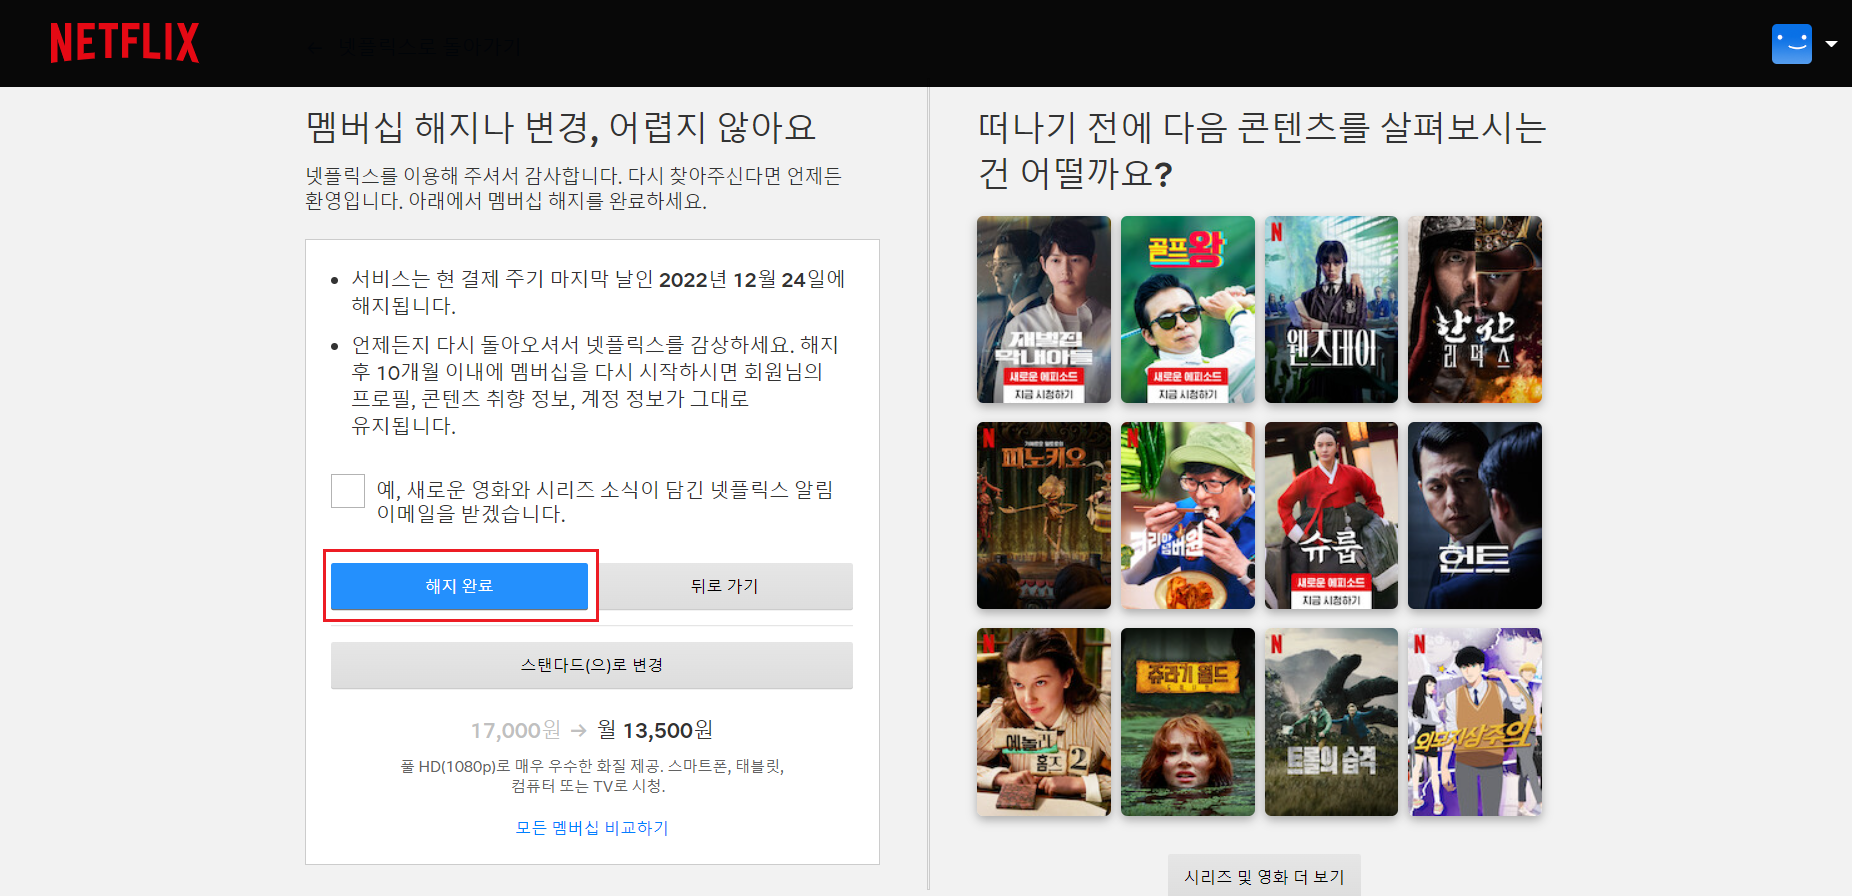 NETFLIX
← 넷플릭스로 돌아가기
멤버십 해지나 변경, 어렵지 않아요
넷플릭스를 이용해 주셔서 감사합니다. 다시 찾아주신다면 언제든
환영입니다. 아래에서 멤버십 해지를 완료하세요.
• 서비스는 현 결제 주기 마지막 날인 2022년 12월 24일에
해지됩니다.
• 언제든지 다시 돌아오셔서 넷플릭스를 감상하세요. 해지
후 10개월 이내에 멤버십을 다시 시작하시면 회원님의
프로필, 콘텐츠 취향 정보, 계정 정보가 그대로
유지됩니다.
예, 새로운 영화와 시리즈 소식이 담긴 넷플릭스 알림
이메일을 받겠습니다.
해지 완료
뒤로 가기
스탠다드(으)로 변경
17,000원 → 월 13,500원
풀 HD(1080p)로 매우 우수한 화질 제공. 스마트폰, 태블릿,
컴퓨터 또는 TV로 시청.
모든 멤버십 비교하기
떠나기 전에 다음 콘텐츠를 살펴보시는
건 어떨까요?
재벌집
막내아들
새로운 에피소드
지금 시청하기
골프왕
새로운 에피소드
지금 시청하기
N
웬즈데이
한산
리덕스
N
피노키오
N
코리아
넘버원
슈룹
새로운 에피소드
지금 시청하기
헌트
N
에놀라
홈즈 2
쥬라기 월드
N
트롤의 습격
N
외모지상주의
시리즈 및 영화 더 보기